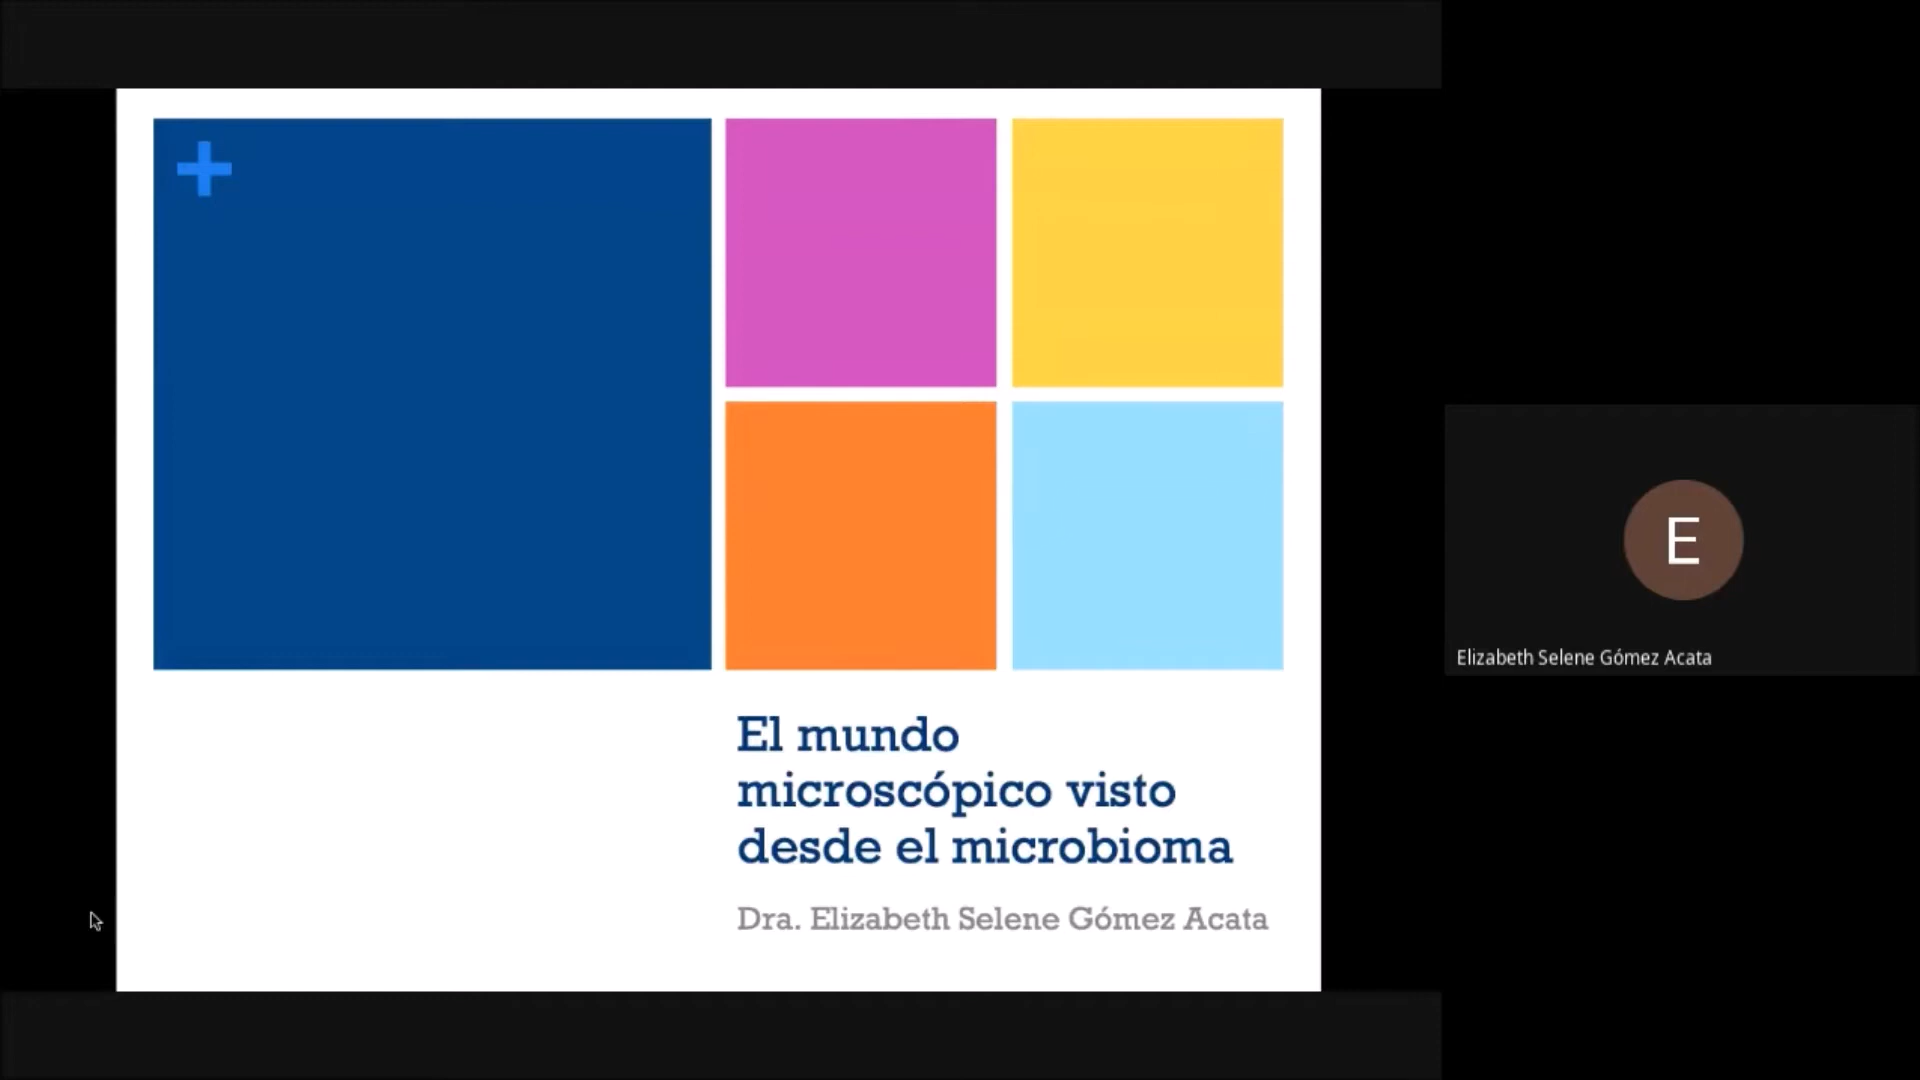 El mundo
microscópico visto
desde el microbioma
Dra. Elizabeth Selene Gómez Acata
E
Elizabeth Selene Gómez Acata